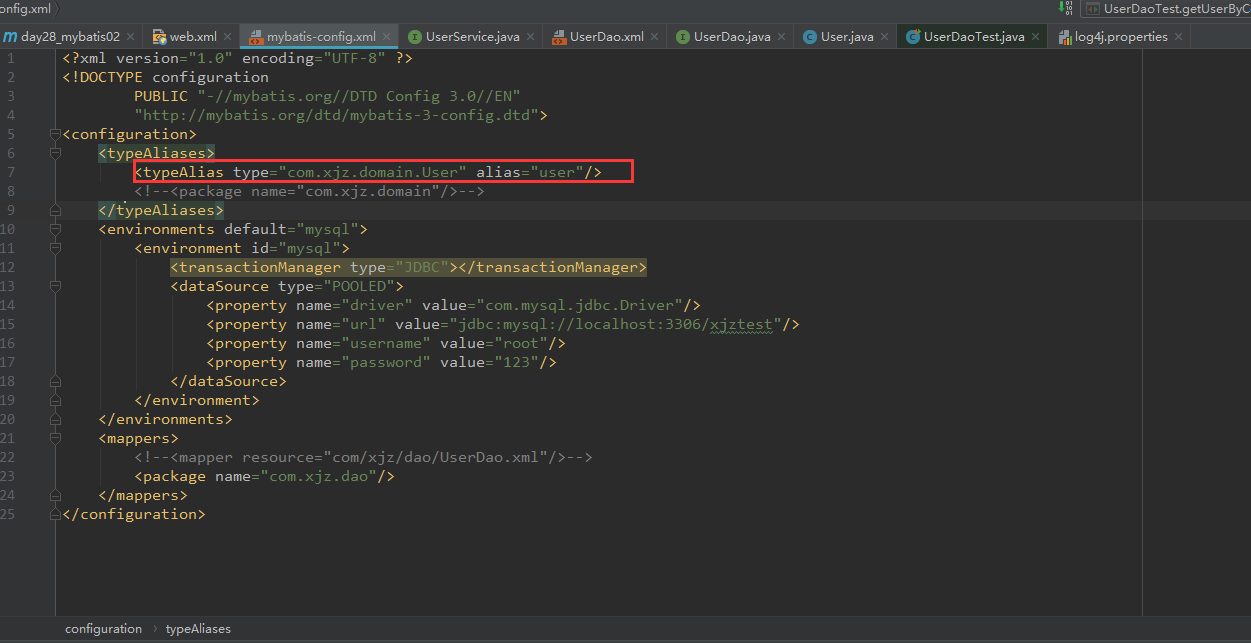 onfig.xml
UserDaoTest.getUserByC
day28_mybatis02
web.xml
mybatis-config.xml
UserService.java
UserDao.xml
UserDao.java
User.java
UserDaoTest.java
log4j.properties
1 <?xml version="1.0" encoding="UTF-8" ?>
2 <!DOCTYPE configuration
3 PUBLIC "-//mybatis.org//DTD Config 3.0//EN"
4 "http://mybatis.org/dtd/mybatis-3-config.dtd">
5 <configuration>
6 <typeAliases>
7 <typeAlias type="com.xjz.domain.User" alias="user"/>
8 <!--<package name="com.xjz.domain"/>-->
9 </typeAliases>
10 <environments default="mysql">
11 <environment id="mysql">
12 <transactionManager type="JDBC"></transactionManager>
13 <dataSource type="POOLED">
14 <property name="driver" value="com.mysql.jdbc.Driver"/>
15 <property name="url" value="jdbc:mysql://localhost:3306/xjztest"/>
16 <property name="username" value="root"/>
17 <property name="password" value="123"/>
18 </dataSource>
19 </environment>
20 </environments>
21 <mappers>
22 <!--<mapper resource="com/xjz/dao/UserDao.xml"/>-->
23 <package name="com.xjz.dao"/>
24 </mappers>
25 </configuration>
configuration › typeAliases